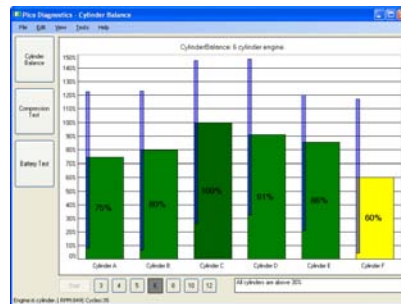 Pico Diagnostics - Cylinder Balance
File Edit View Tools Help
Cylinder Balance: 6 cylinder engine
Cylinder
Balance
Compression
Test
Battery Test
150%
140%
130%
120%
110%
100%
90%
80%
70%
60%
50%
40%
30%
20%
10%
0%
75%
80%
100%
91%
86%
60%
Cylinder A Cylinder B Cylinder C Cylinder D Cylinder E Cylinder F
Start 3 4 5 6 8 10 12
All cylinders are above 30%